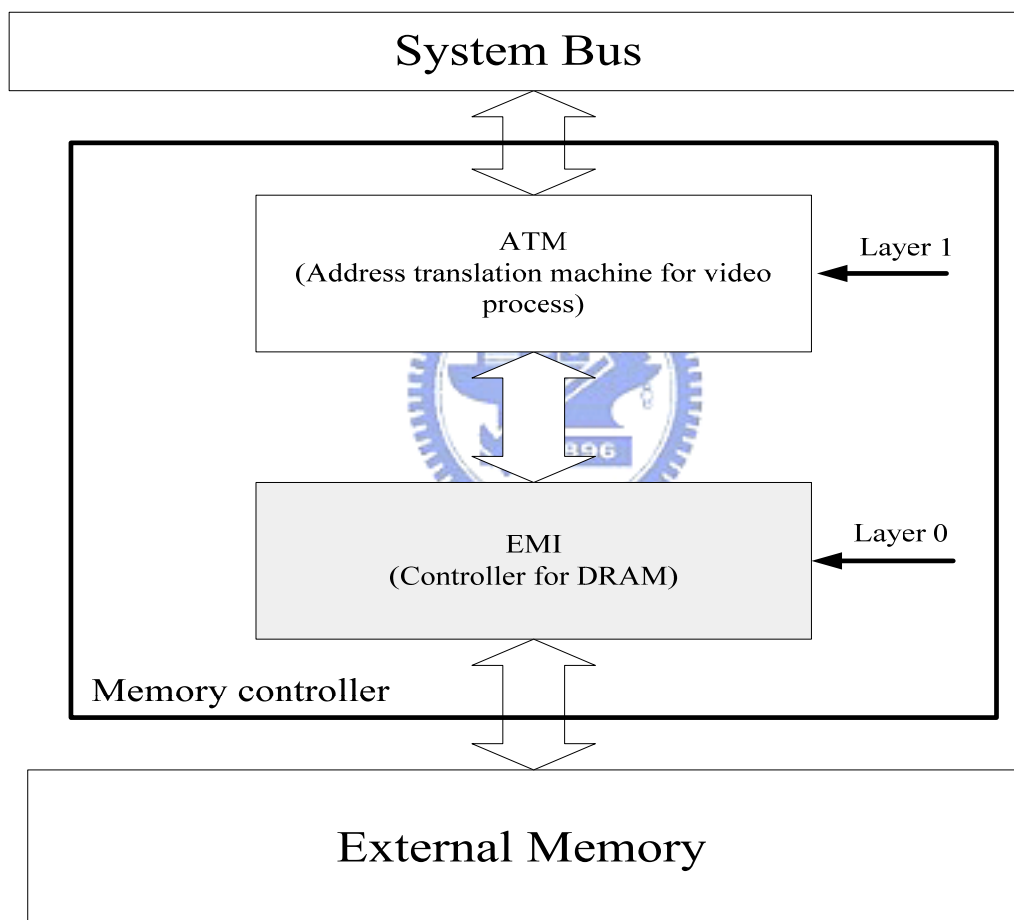 System Bus
ATM
(Address translation machine for video
process)
Layer 1
896
EMI
(Controller for DRAM)
Layer 0
Memory controller
External Memory